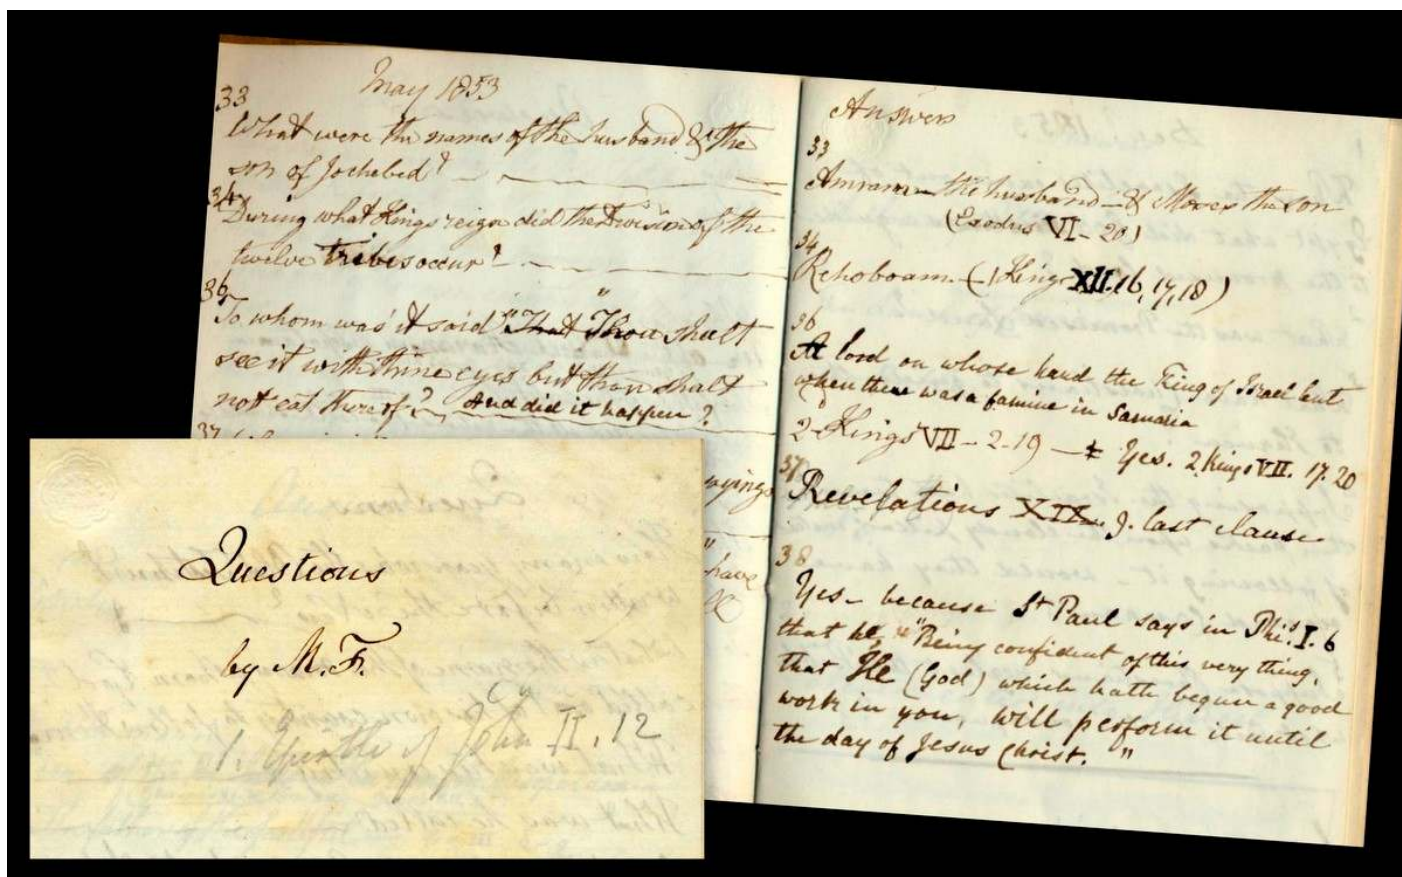 May 1853
33
What were the names of the husband & the
son of Jochebed?
34
During what Kings reign did the Division of the
twelve tribes occur?
36
To whom was it said "That "Thou shalt
see it with thine eyes but thou shalt
not eat thereof? And did it happen?
37
sayings
have
Answers
33
Amram - the husband - & Moses the son
(Exodus VI - 20)
34
Rehoboam. (1 Kings XII. 16, 17, 18)
36
A lord on whose hand the King of Israel leant
when there was a famine in Samaria
2 Kings VII - 2 - 19 - Yes. 2 Kings VII. 17. 20
37
Revelations XIX. 9. last clause
38
Yes - because St Paul says in Phil. I. 6
that he, "Being confident of this very thing,
that He (God) which hath begun a good
work in you, will perform it until
the day of Jesus Christ."
Questions
by M. F.
1. Epistle of John II, 12